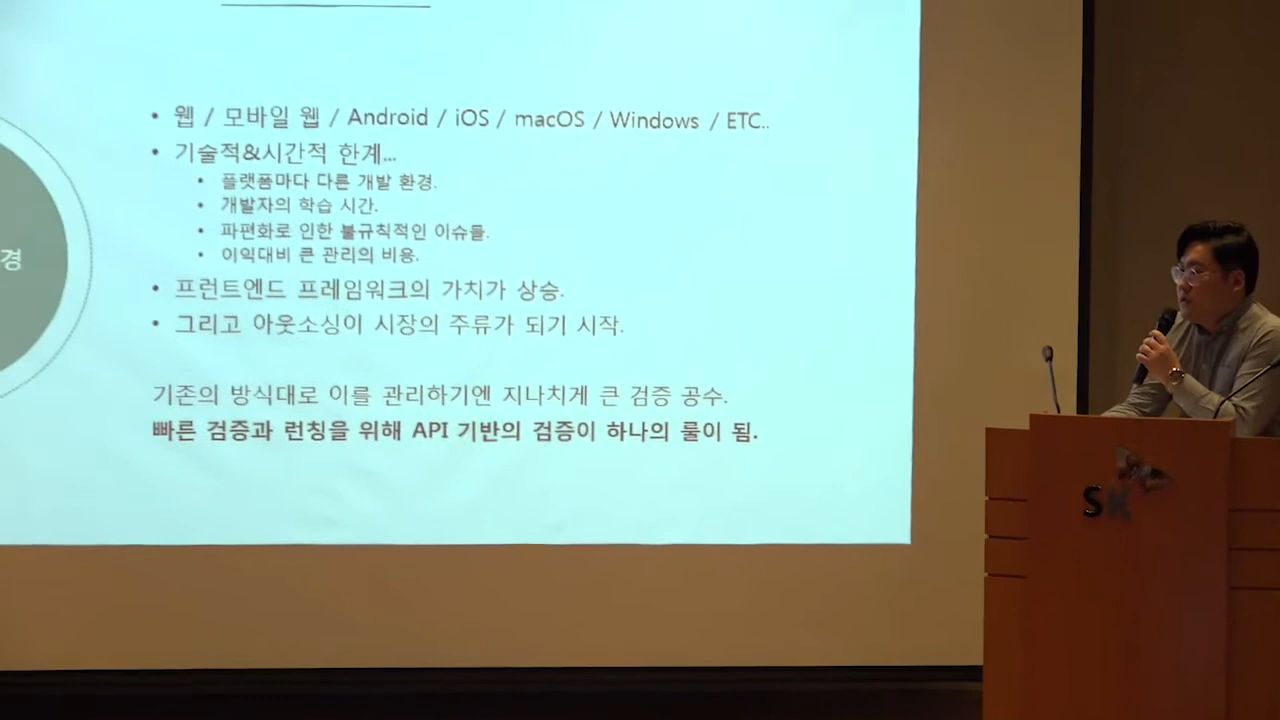 경
• 웹 / 모바일 웹 / Android / iOS / macOS / Windows / ETC..
• 기술적&시간적 한계...
• 플랫폼마다 다른 개발 환경.
• 개발자의 학습 시간.
• 파편화로 인한 불규칙적인 이슈들.
• 이익대비 큰 관리의 비용.
• 프런트엔드 프레임워크의 가치가 상승.
• 그리고 아웃소싱이 시장의 주류가 되기 시작.
기존의 방식대로 이를 관리하기엔 지나치게 큰 검증 공수.
빠른 검증과 런칭을 위해 API 기반의 검증이 하나의 룰이 됨.
SK